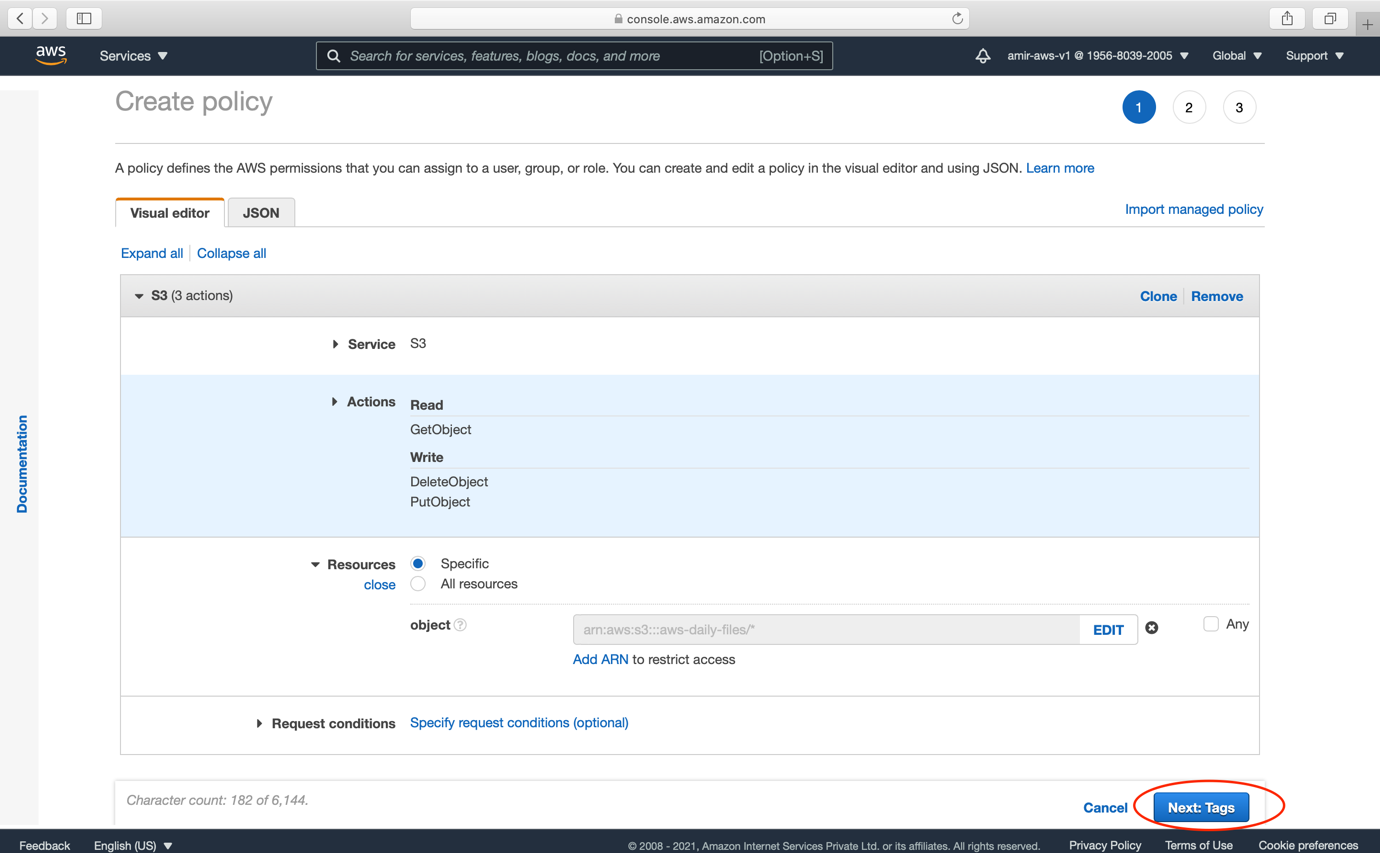 console.aws.amazon.com
aws
Services
Search for services, features, blogs, docs, and more [Option+S]
amir-aws-v1 @ 1956-8039-2005
Global
Support
Create policy
1 2 3
A policy defines the AWS permissions that you can assign to a user, group, or role. You can create and edit a policy in the visual editor and using JSON. Learn more
Visual editor
JSON
Import managed policy
Expand all
Collapse all
S3 (3 actions)
Clone
Remove
Service S3
Actions
Read
GetObject
Write
DeleteObject
PutObject
Documentation
Resources
close
Specific
All resources
object ?
arn:aws:s3:::aws-daily-files/*
EDIT
Any
Add ARN to restrict access
Request conditions Specify request conditions (optional)
Character count: 182 of 6,144.
Cancel
Next: Tags
Feedback
English (US)
© 2008 - 2021, Amazon Internet Services Private Ltd. or its affiliates. All rights reserved.
Privacy Policy
Terms of Use
Cookie preferences